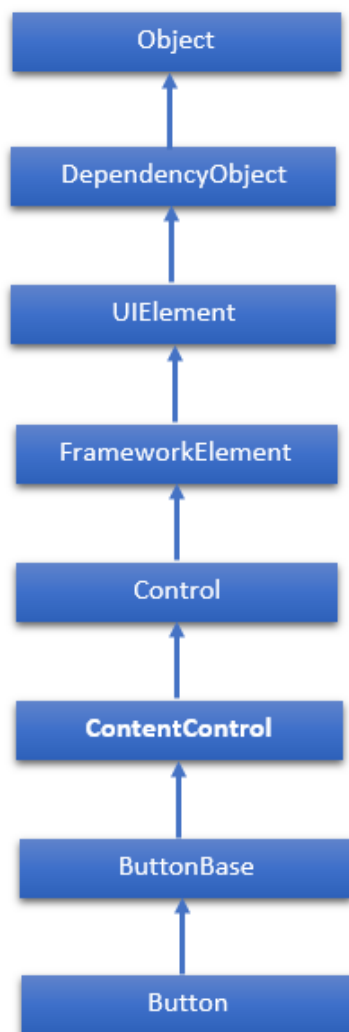 Object
DependencyObject
UIElement
FrameworkElement
Control
ContentControl
ButtonBase
Button